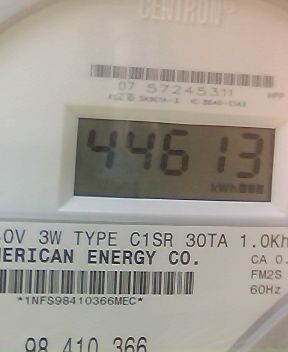 CENTRON
07 57245311
44613
kWh
0V 3W TYPE C1SR 30TA 1.0Kh
MERICAN ENERGY CO.
CA 0.
FM2S
60Hz
*1NFS98410366MEC*
98 410 366